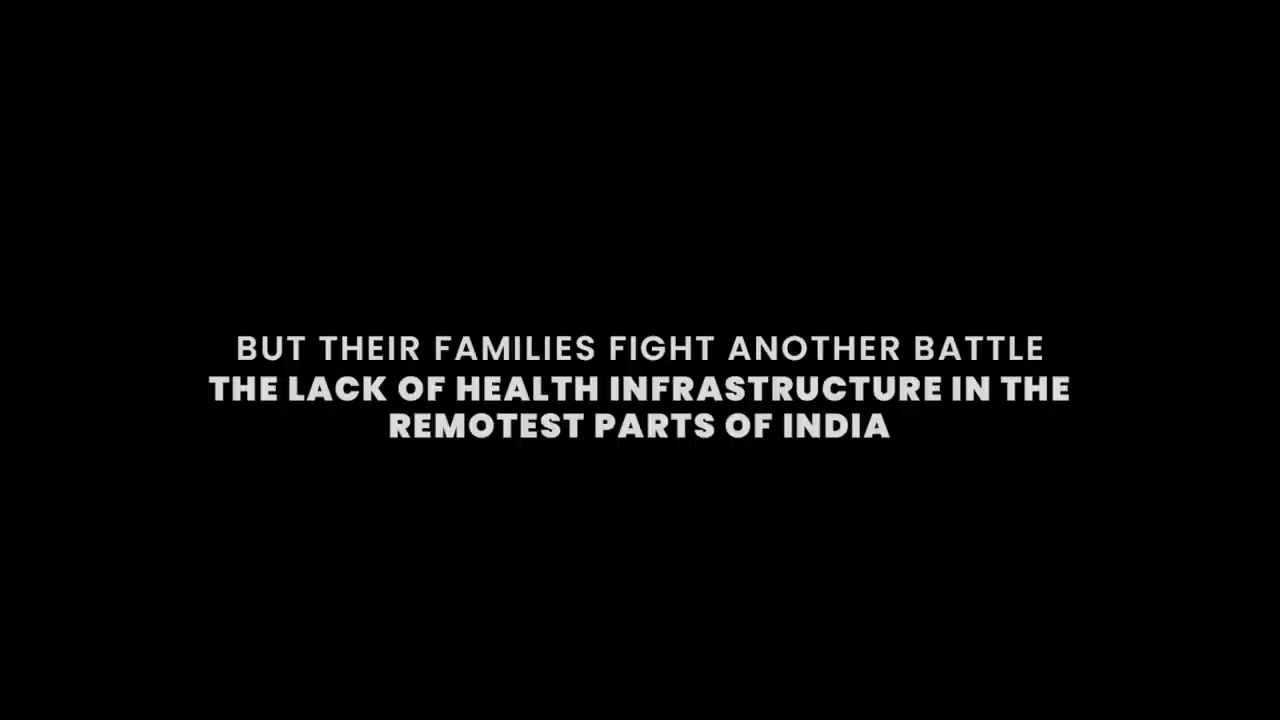 BUT THEIR FAMILIES FIGHT ANOTHER BATTLE
THE LACK OF HEALTH INFRASTRUCTURE IN THE
REMOTEST PARTS OF INDIA